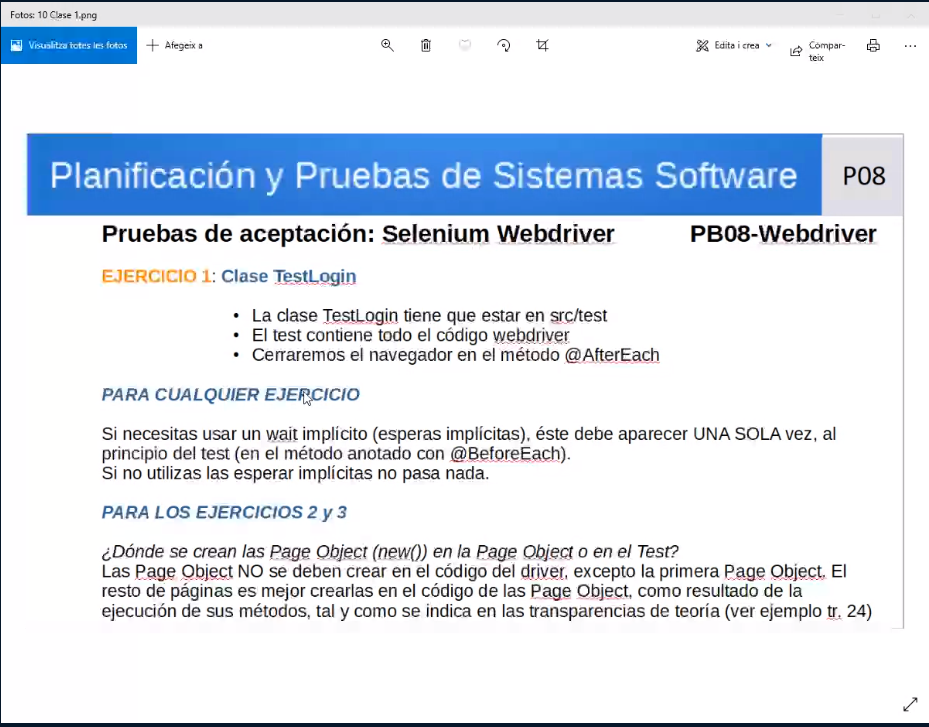 Fotos: 10 Clase 1.png
Visualitza totes les fotos
Afegeix a
Edita i crea
Compar-
teix
Planificación y Pruebas de Sistemas Software
P08
Pruebas de aceptación: Selenium Webdriver
PB08-Webdriver
EJERCICIO 1: Clase TestLogin
• La clase TestLogin tiene que estar en src/test
• El test contiene todo el código webdriver
• Cerraremos el navegador en el método @AfterEach
PARA CUALQUIER EJERCICIO
Si necesitas usar un wait implícito (esperas implícitas), éste debe aparecer UNA SOLA vez, al
principio del test (en el método anotado con @BeforeEach).
Si no utilizas las esperar implícitas no pasa nada.
PARA LOS EJERCICIOS 2 y 3
¿Dónde se crean las Page Object (new()) en la Page Object o en el Test?
Las Page Object NO se deben crear en el código del driver, excepto la primera Page Object. El
resto de páginas es mejor crearlas en el código de las Page Object, como resultado de la
ejecución de sus métodos, tal y como se indica en las transparencias de teoría (ver ejemplo tr. 24)